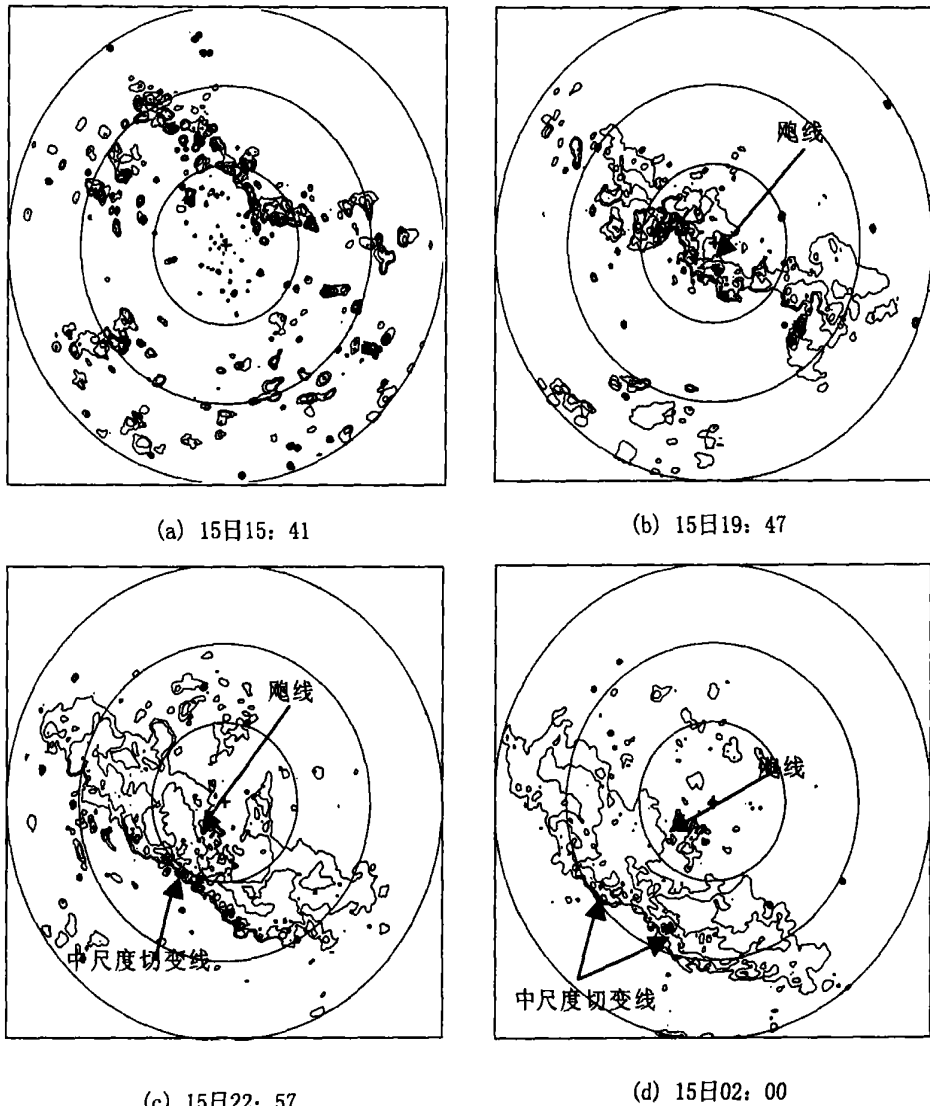 飑线
(a) 15日15: 41
(b) 15日19: 47
飑线
中尺度切变线
飑线
中尺度切变线
(c) 15日22: 57
(d) 15日02: 00